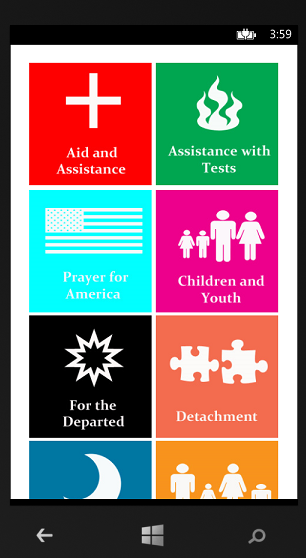 3:59
Aid and
Assistance
Assistance with
Tests
Prayer for
America
Children and
Youth
For the
Departed
Detachment